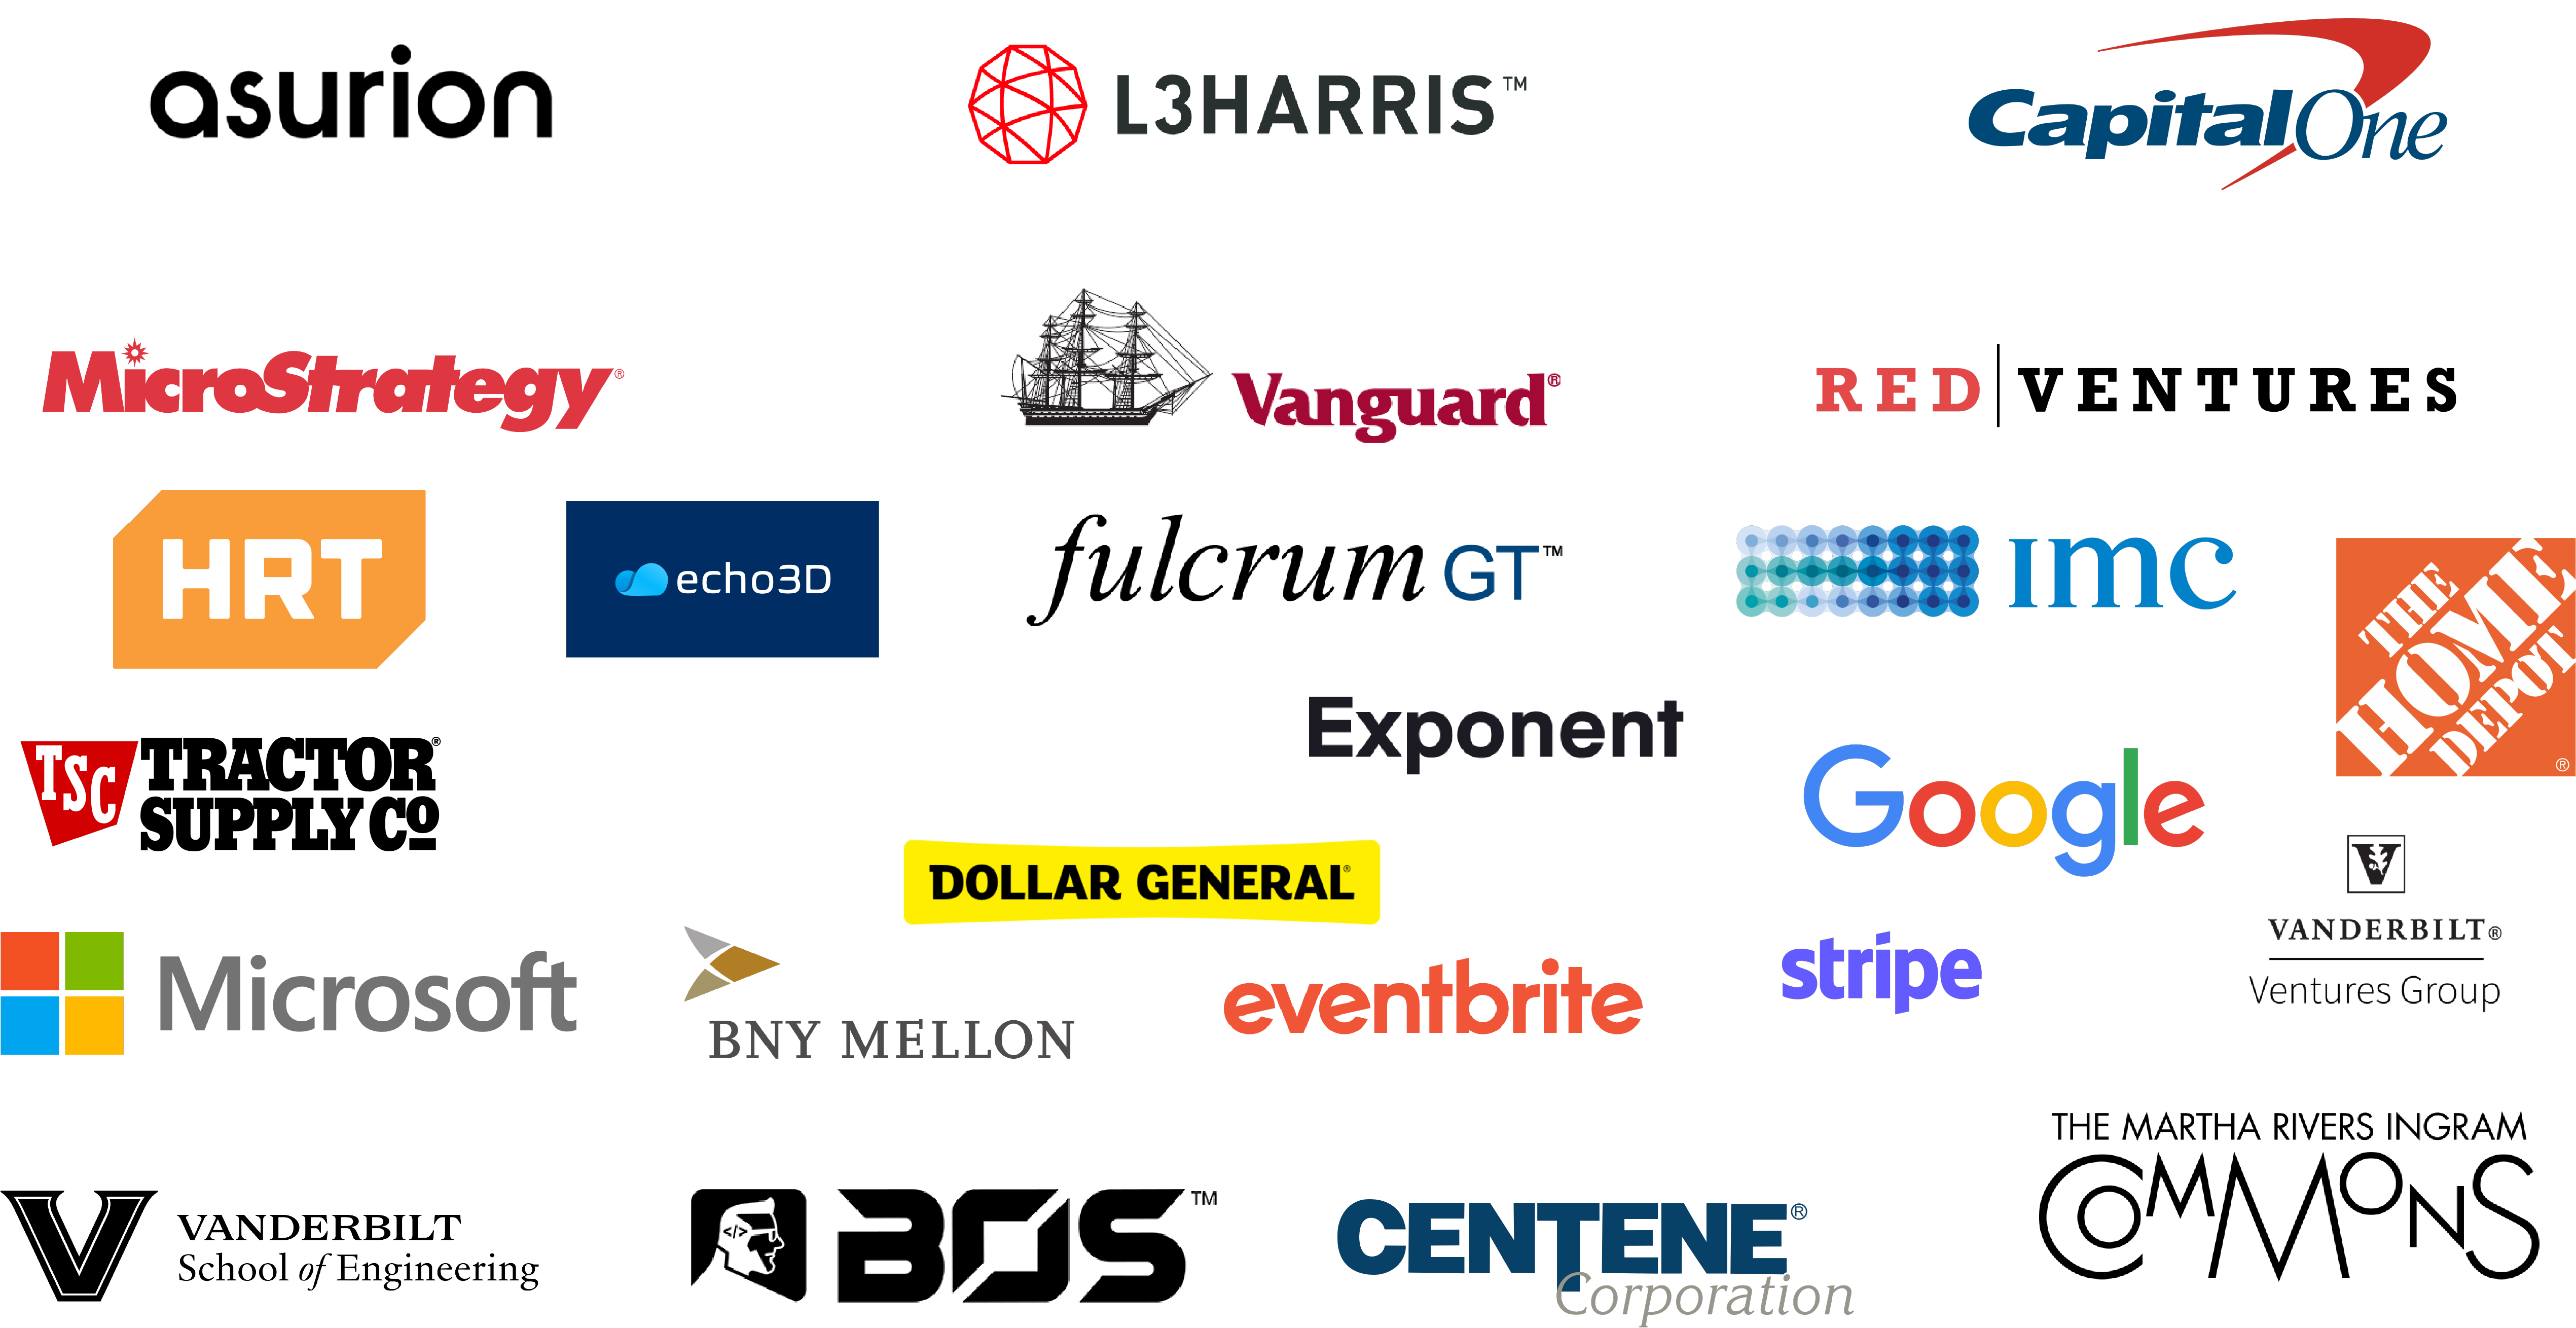 asurion
L3HARRIS™
CapitalOne
MicroStrategy®
Vanguard®
RED | VENTURES
HRT
echo3D
fulcrum GT™
imc
THE
HOME
DEPOT
®
Exponent
TSC
TRACTOR®
SUPPLY CO
Google
DOLLAR GENERAL®
V
VANDERBILT®
Ventures Group
Microsoft
BNY MELLON
eventbrite
stripe
THE MARTHA RIVERS INGRAM
COMMONS
V
VANDERBILT
School of Engineering
</>
BOS™
CENTENE®
Corporation